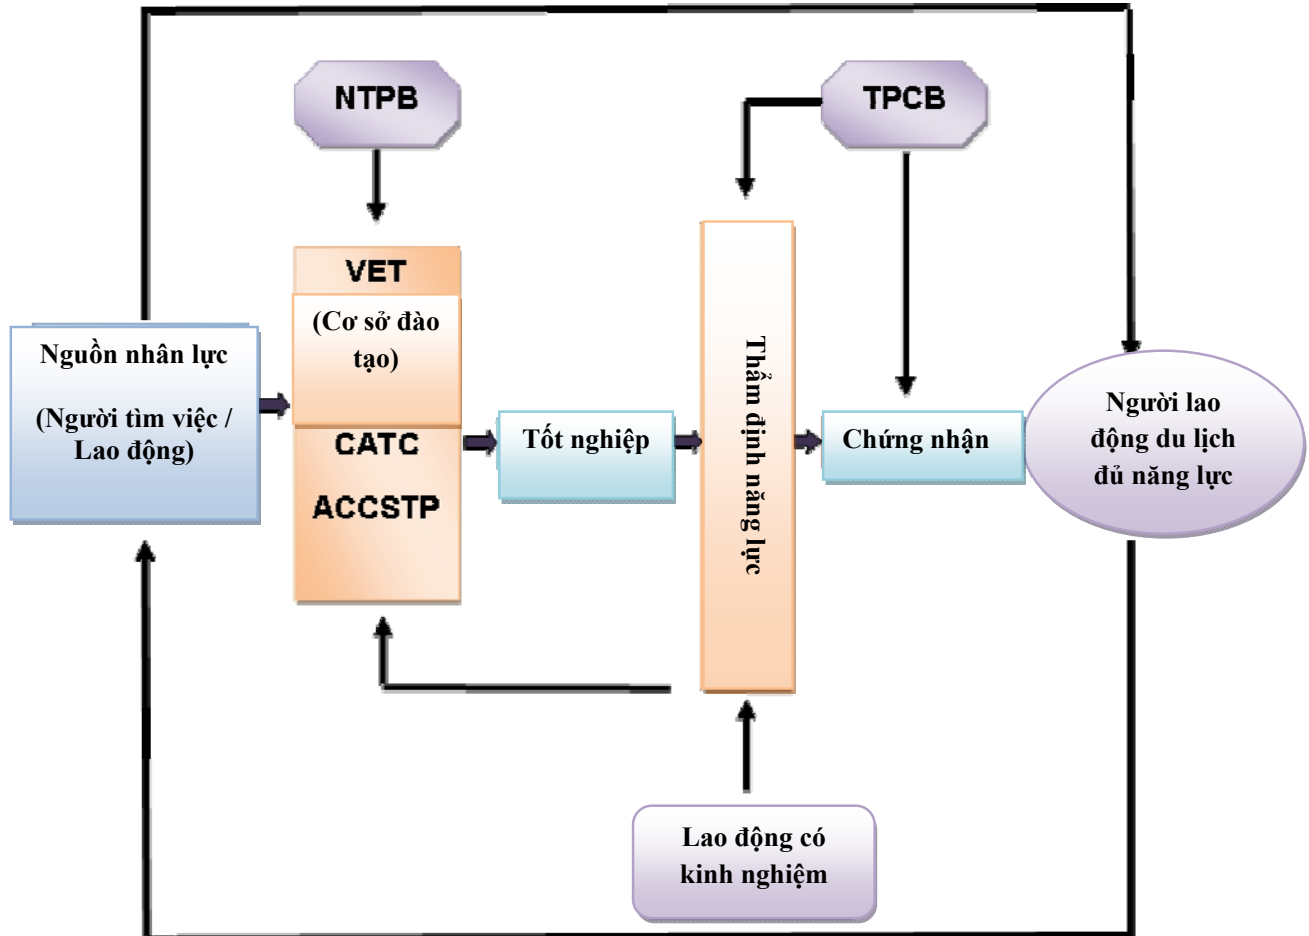 NTPB
TPCB
VET
(Cơ sở đào
tạo)
CATC
ACCSTP
Nguồn nhân lực
(Người tìm việc /
Lao động)
Tốt nghiệp
Thẩm định năng lực
Chứng nhận
Người lao
động du lịch
đủ năng lực
Lao động có
kinh nghiệm